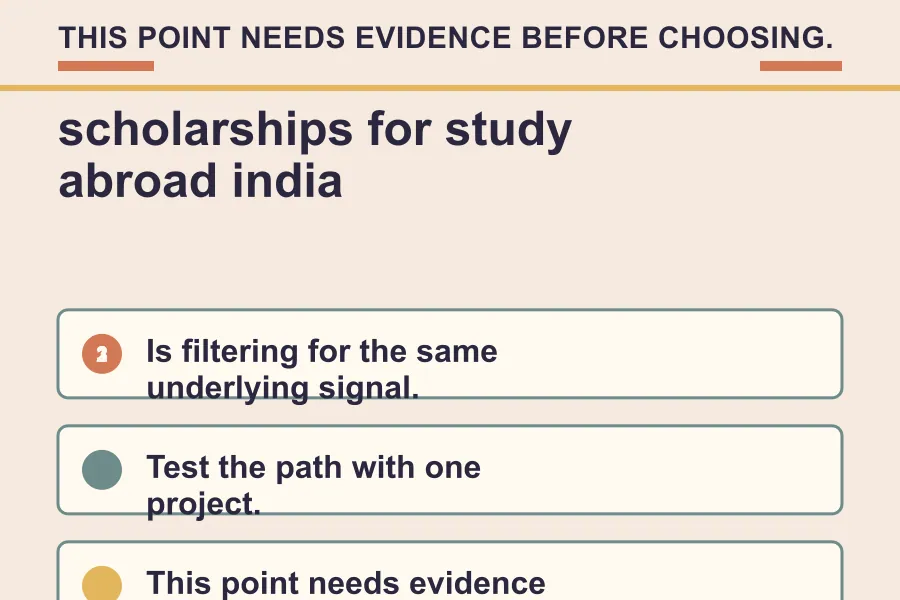 THIS POINT NEEDS EVIDENCE BEFORE CHOOSING.
scholarships for study
abroad india
Is filtering for the same
underlying signal.
Test the path with one
project.
This point needs evidence